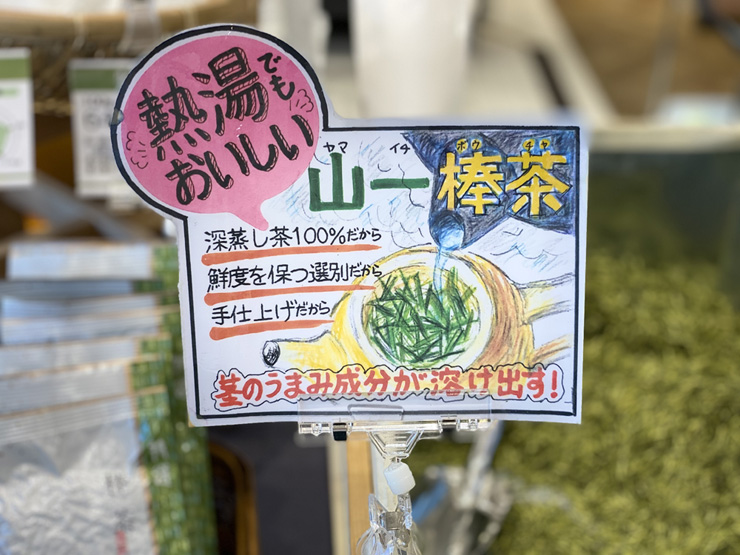 熱湯でも
おいしい
ヤマイチ ボウチャ
山一棒茶
深蒸し茶100%だから
鮮度を保つ選別だから
手仕上げだから
茎のうまみ成分が溶け出す!